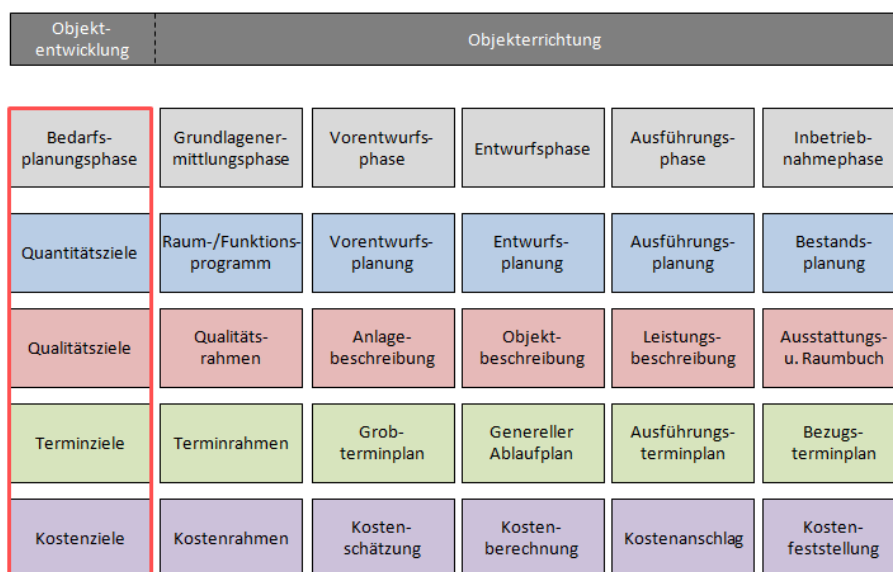 Objekt-
entwicklung
Objekterrichtung
Bedarfs-
planungsphase
Grundlagener-
mittlungsphase
Vorentwurfs-
phase
Entwurfsphase
Ausführungs-
phase
Inbetrieb-
nahmephase
Quantitätsziele
Raum-/Funktions-
programm
Vorentwurfs-
planung
Entwurfs-
planung
Ausführungs-
planung
Bestands-
planung
Qualitätsziele
Qualitäts-
rahmen
Anlage-
beschreibung
Objekt-
beschreibung
Leistungs-
beschreibung
Ausstattungs-
u. Raumbuch
Terminziele
Terminrahmen
Grob-
terminplan
Genereller
Ablaufplan
Ausführungs-
terminplan
Bezugs-
terminplan
Kostenziele
Kostenrahmen
Kosten-
schätzung
Kosten-
berechnung
Kostenanschlag
Kosten-
feststellung